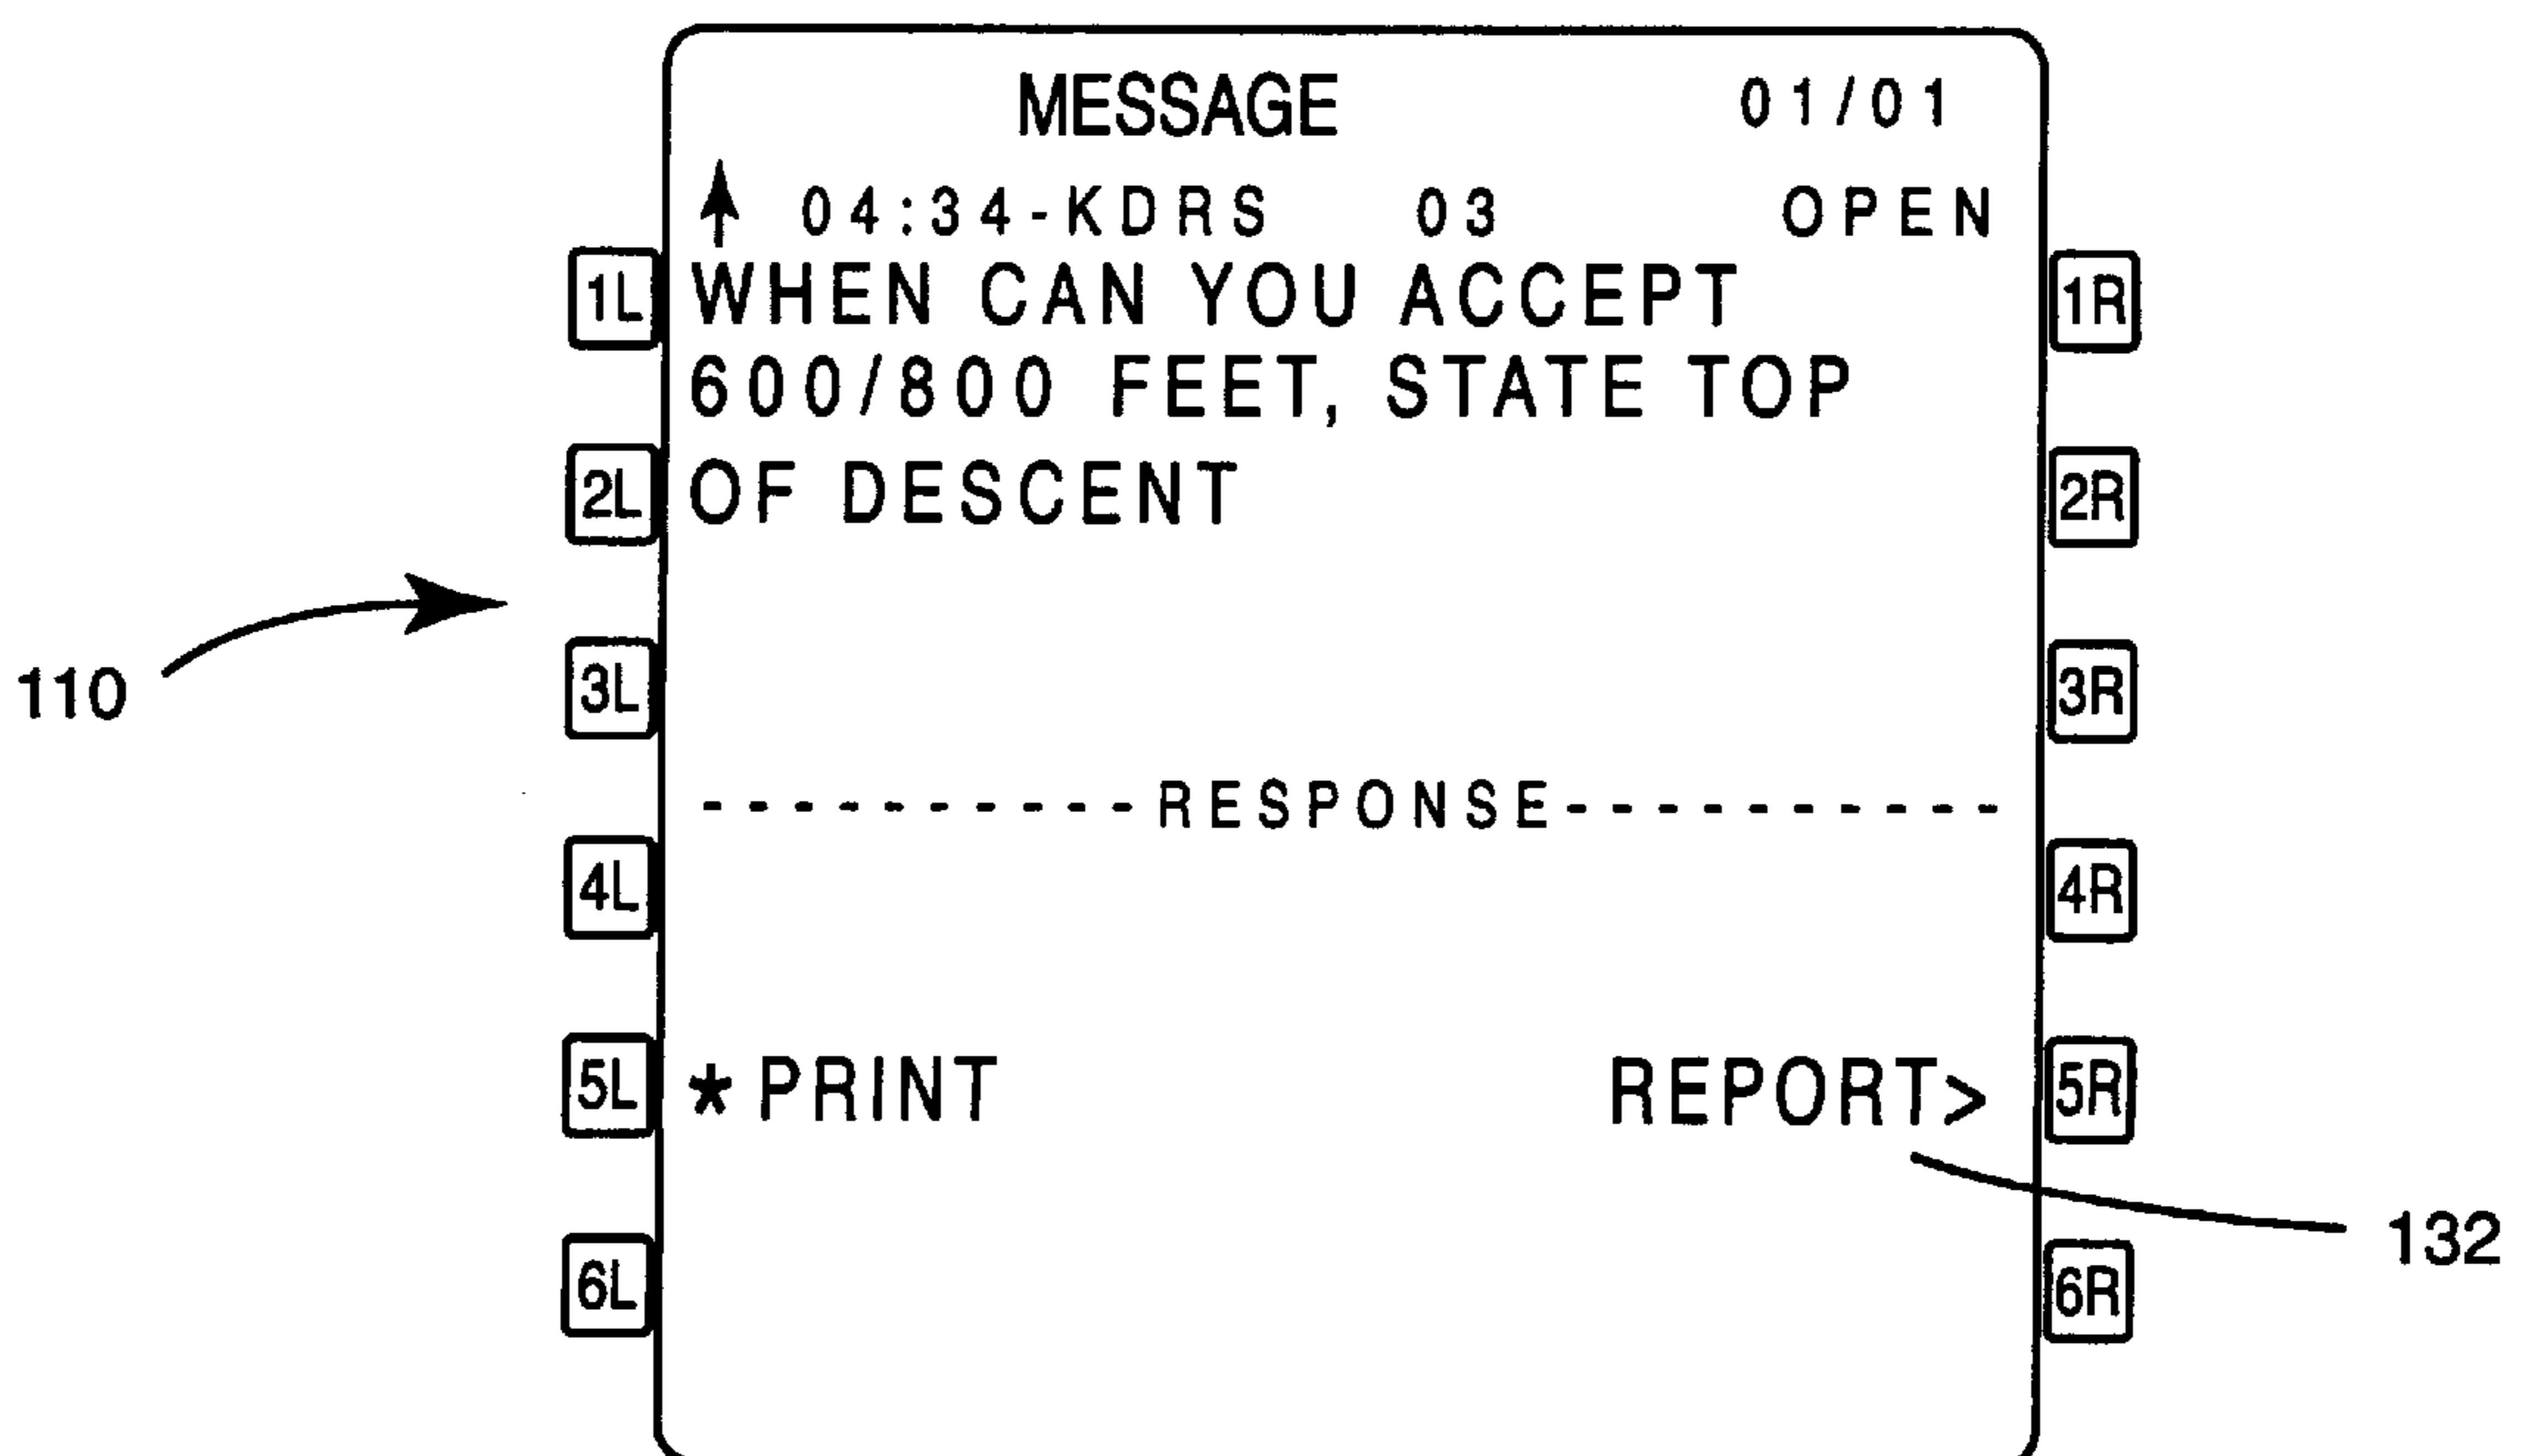 MESSAGE 01/01
↑ 04:34-KDRS 03 OPEN
1L WHEN CAN YOU ACCEPT 1R
600/800 FEET, STATE TOP
2L OF DESCENT 2R
110
3L 3R
----------RESPONSE----------
4L 4R
5L *PRINT REPORT> 5R
132
6L 6R